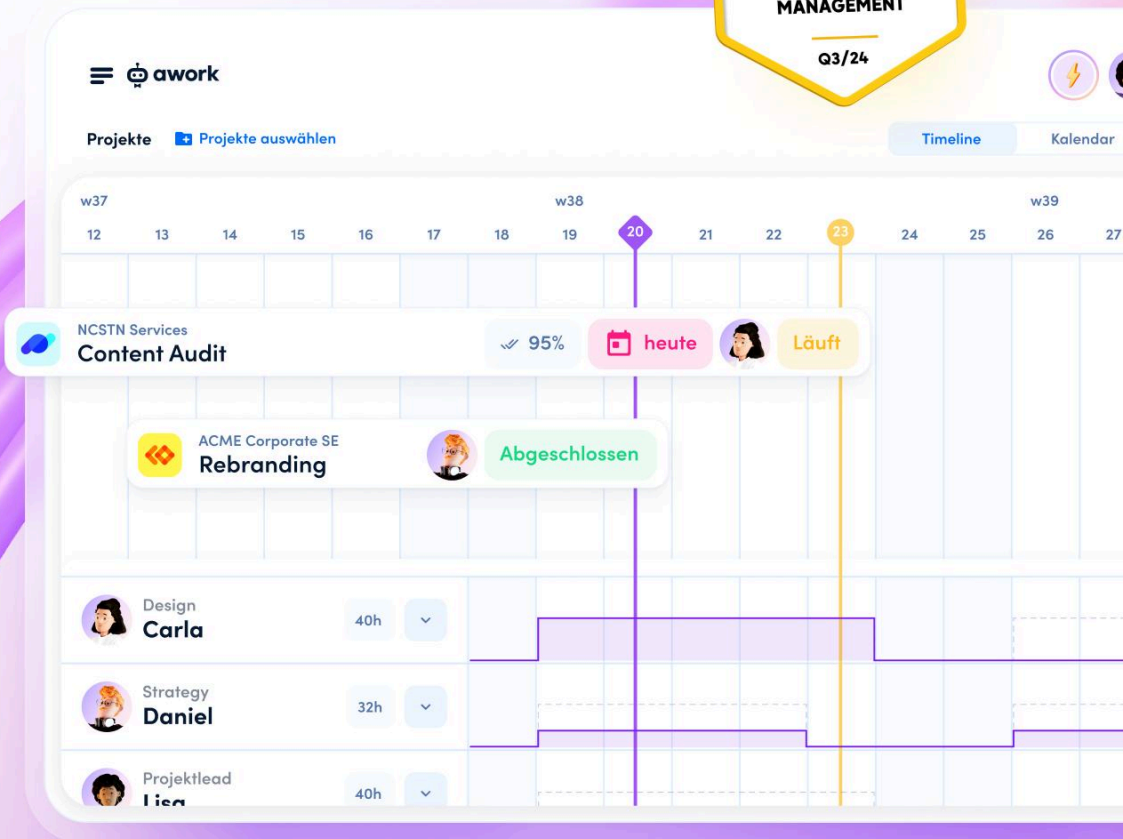 MANAGEMENT
Q3/24
awork
Projekte Projekte auswählen
Timeline Kalendar
w37 w38 w39
12 13 14 15 16 17 18 19 20 21 22 23 24 25 26 27
NCSTN Services
Content Audit
95% heute Läuft
ACME Corporate SE
Rebranding
Abgeschlossen
Design
Carla
40h
Strategy
Daniel
32h
Projektlead
Lisa
40h